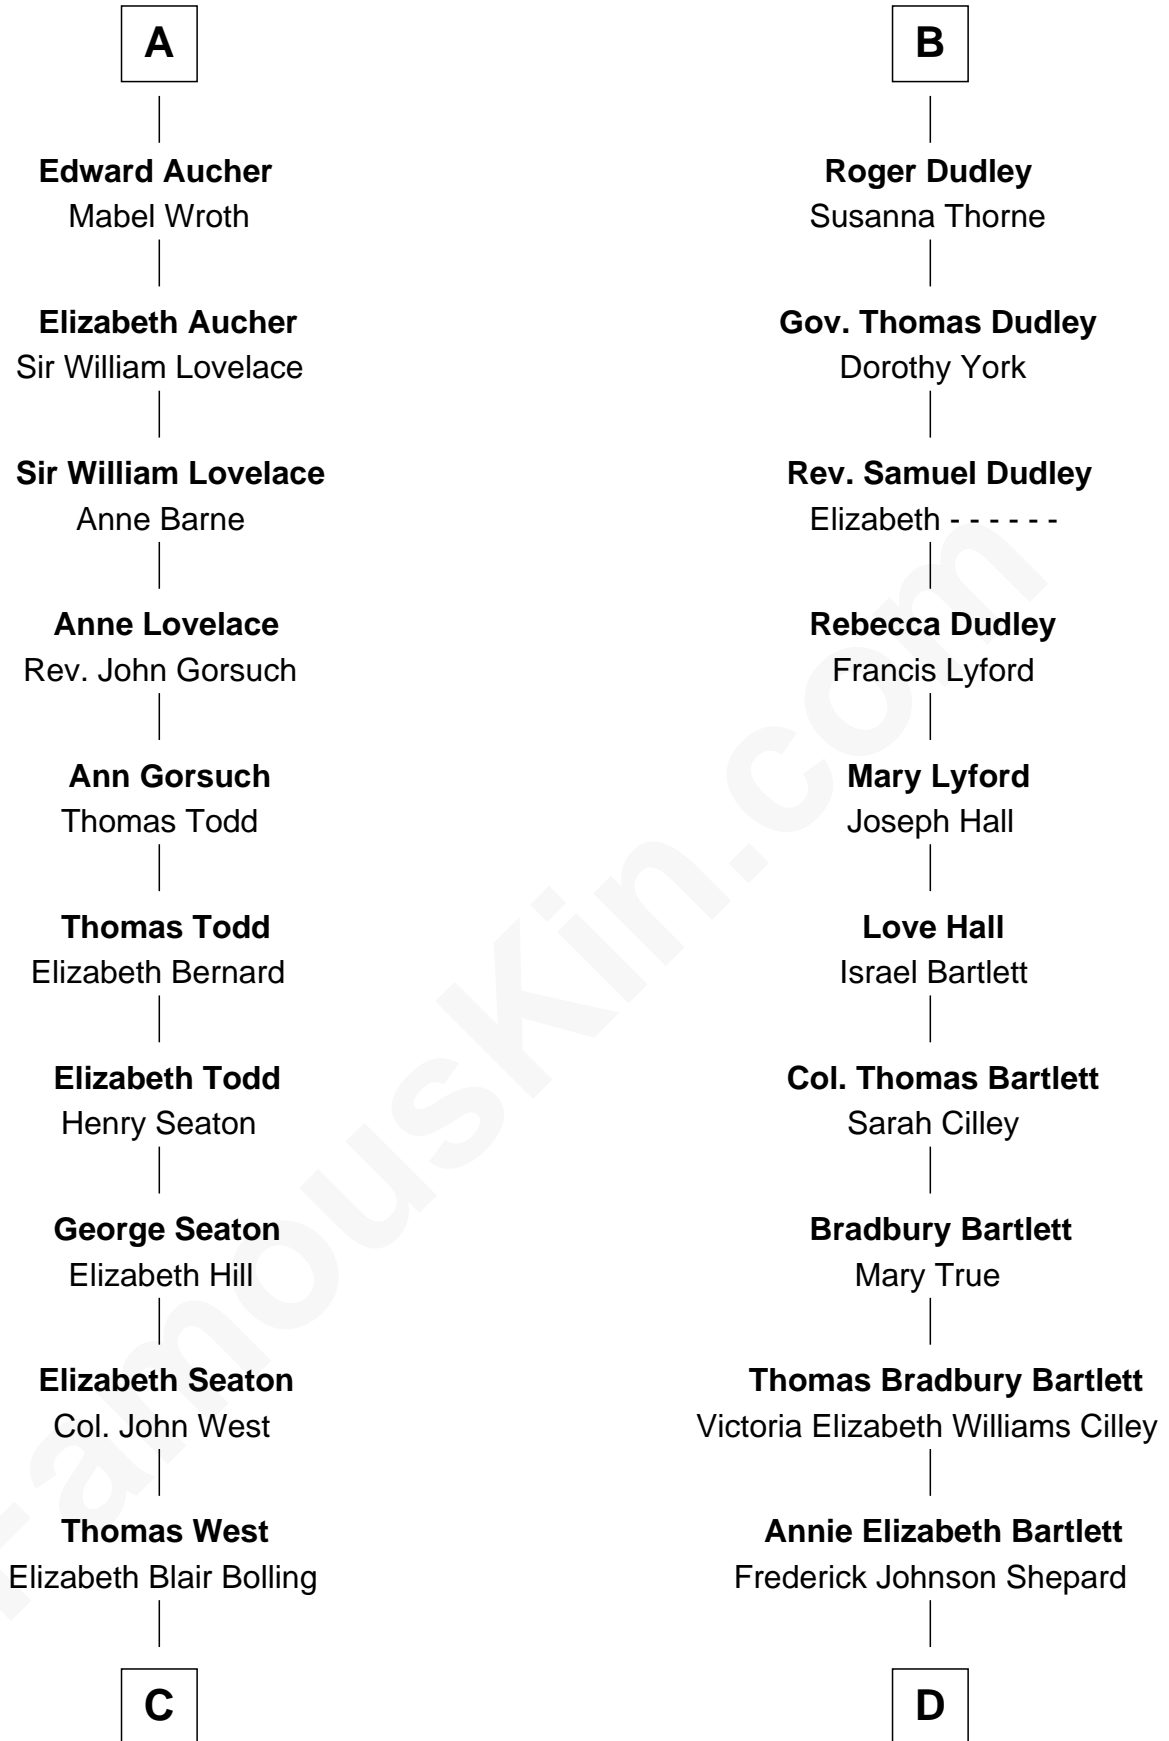 A
Edward Aucher
Mabel Wroth
Elizabeth Aucher
Sir William Lovelace
Sir William Lovelace
Anne Barne
Anne Lovelace
Rev. John Gorsuch
Ann Gorsuch
Thomas Todd
Thomas Todd
Elizabeth Bernard
Elizabeth Todd
Henry Seaton
George Seaton
Elizabeth Hill
Elizabeth Seaton
Col. John West
Thomas West
Elizabeth Blair Bolling
C
B
Roger Dudley
Susanna Thorne
Gov. Thomas Dudley
Dorothy York
Rev. Samuel Dudley
Elizabeth - - - - - -
Rebecca Dudley
Francis Lyford
Mary Lyford
Joseph Hall
Love Hall
Israel Bartlett
Col. Thomas Bartlett
Sarah Cilley
Bradbury Bartlett
Mary True
Thomas Bradbury Bartlett
Victoria Elizabeth Williams Cilley
Annie Elizabeth Bartlett
Frederick Johnson Shepard
D
FamousKin.com